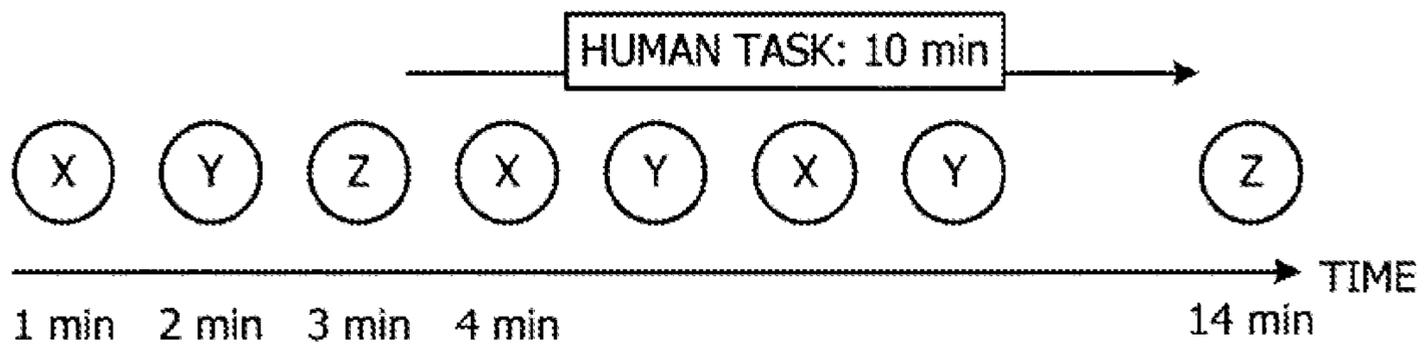 HUMAN TASK: 10 min
X Y Z X Y X Y Z
TIME
1 min 2 min 3 min 4 min 14 min